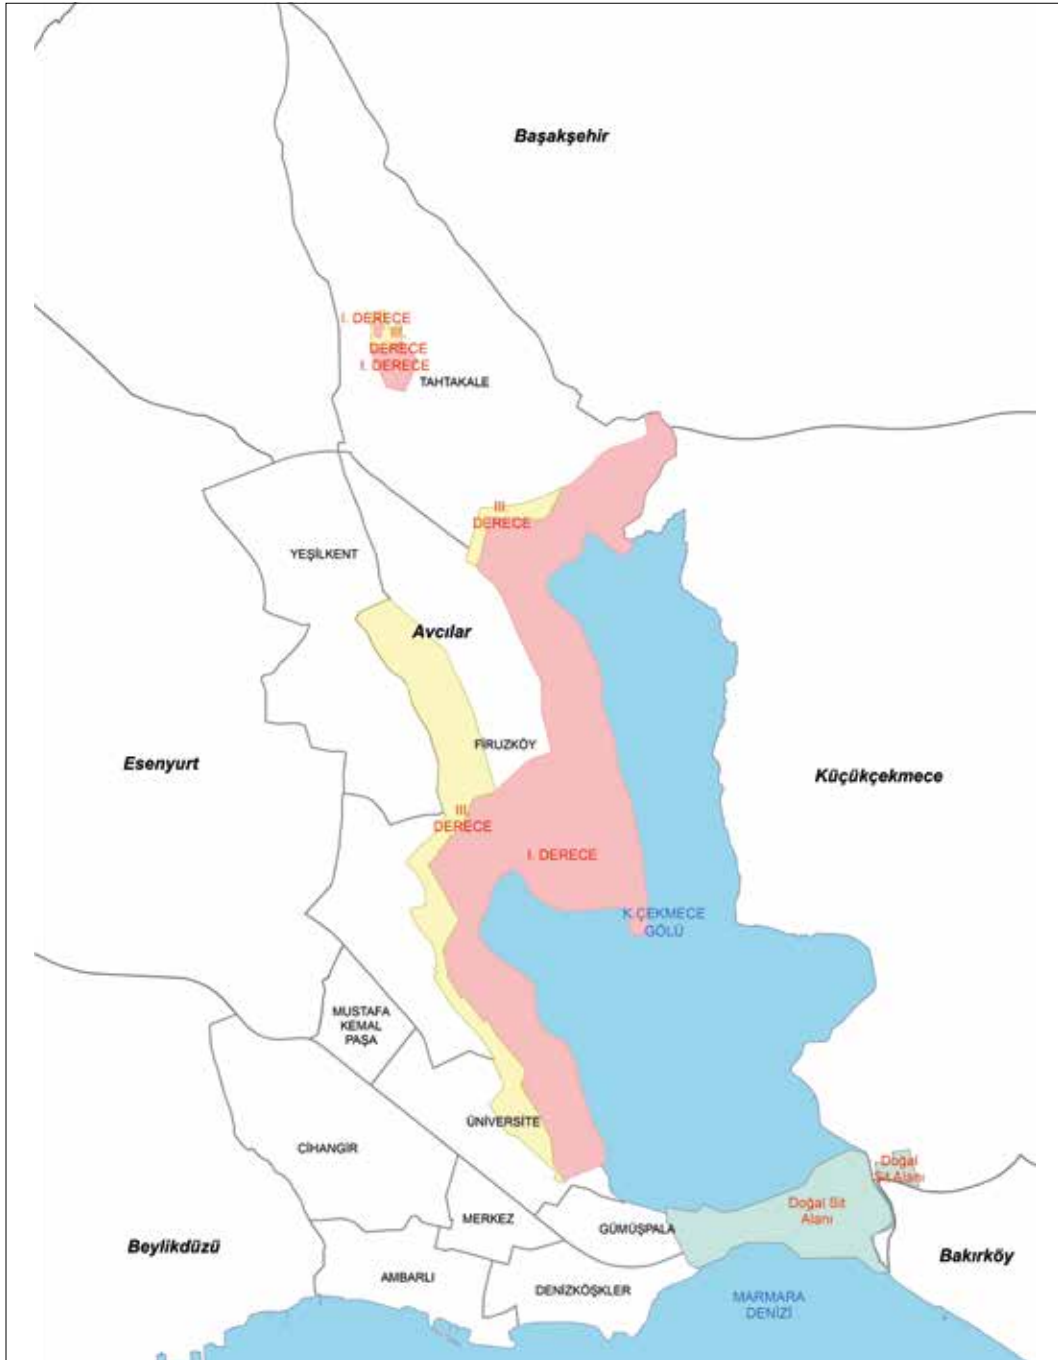 Başakşehir
I. DERECE
III.
DERECE
I. DERECE
TAHTAKALE
III
DERECE
YEŞİLKENT
Avcılar
FİRUZKÖY
Esenyurt
Küçükçekmece
III.
DERECE
I. DERECE
K.ÇEKMECE
GÖLÜ
MUSTAFA
KEMAL
PAŞA
ÜNİVERSİTE
CİHANGİR
Doğal
Sit Alanı
Doğal Sit
Alanı
MERKEZ
GÜMÜŞPALA
Beylikdüzü
Bakırköy
AMBARLI
DENİZKÖŞKLER
MARMARA
DENİZİ